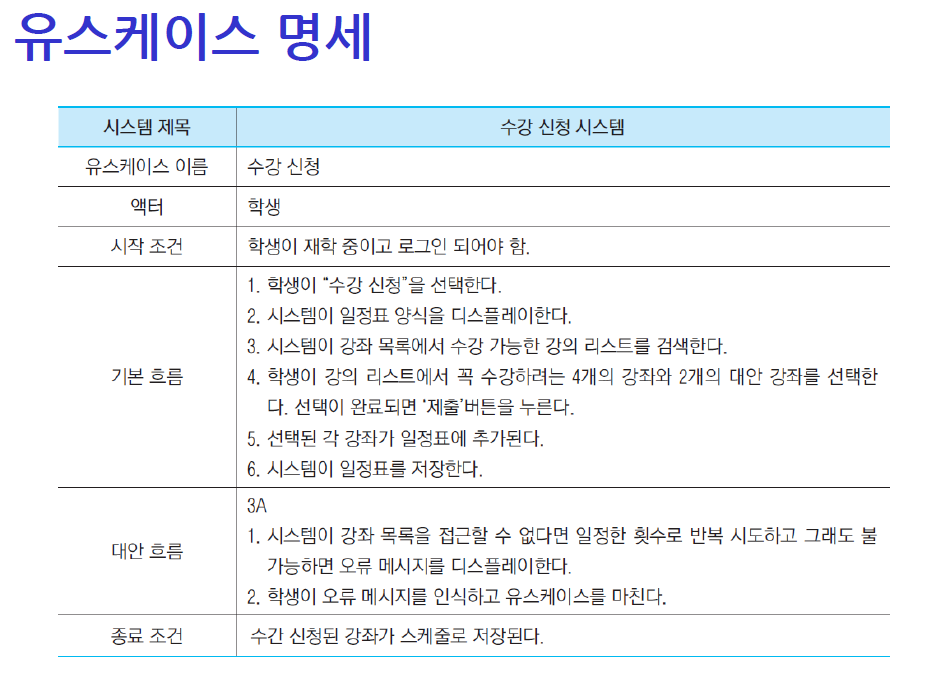 유스케이스 명세
시스템 제목 수강 신청 시스템
유스케이스 이름 수강 신청
액터 학생
시작 조건 학생이 재학 중이고 로그인 되어야 함.
기본 흐름
1. 학생이 “수강 신청”을 선택한다.
2. 시스템이 일정표 양식을 디스플레이한다.
3. 시스템이 강좌 목록에서 수강 가능한 강의 리스트를 검색한다.
4. 학생이 강의 리스트에서 꼭 수강하려는 4개의 강좌와 2개의 대안 강좌를 선택한
다. 선택이 완료되면 ‘제출’버튼을 누른다.
5. 선택된 각 강좌가 일정표에 추가된다.
6. 시스템이 일정표를 저장한다.
대안 흐름
3A
1. 시스템이 강좌 목록을 접근할 수 없다면 일정한 횟수로 반복 시도하고 그래도 불
가능하면 오류 메시지를 디스플레이한다.
2. 학생이 오류 메시지를 인식하고 유스케이스를 마친다.
종료 조건 수간 신청된 강좌가 스케줄로 저장된다.